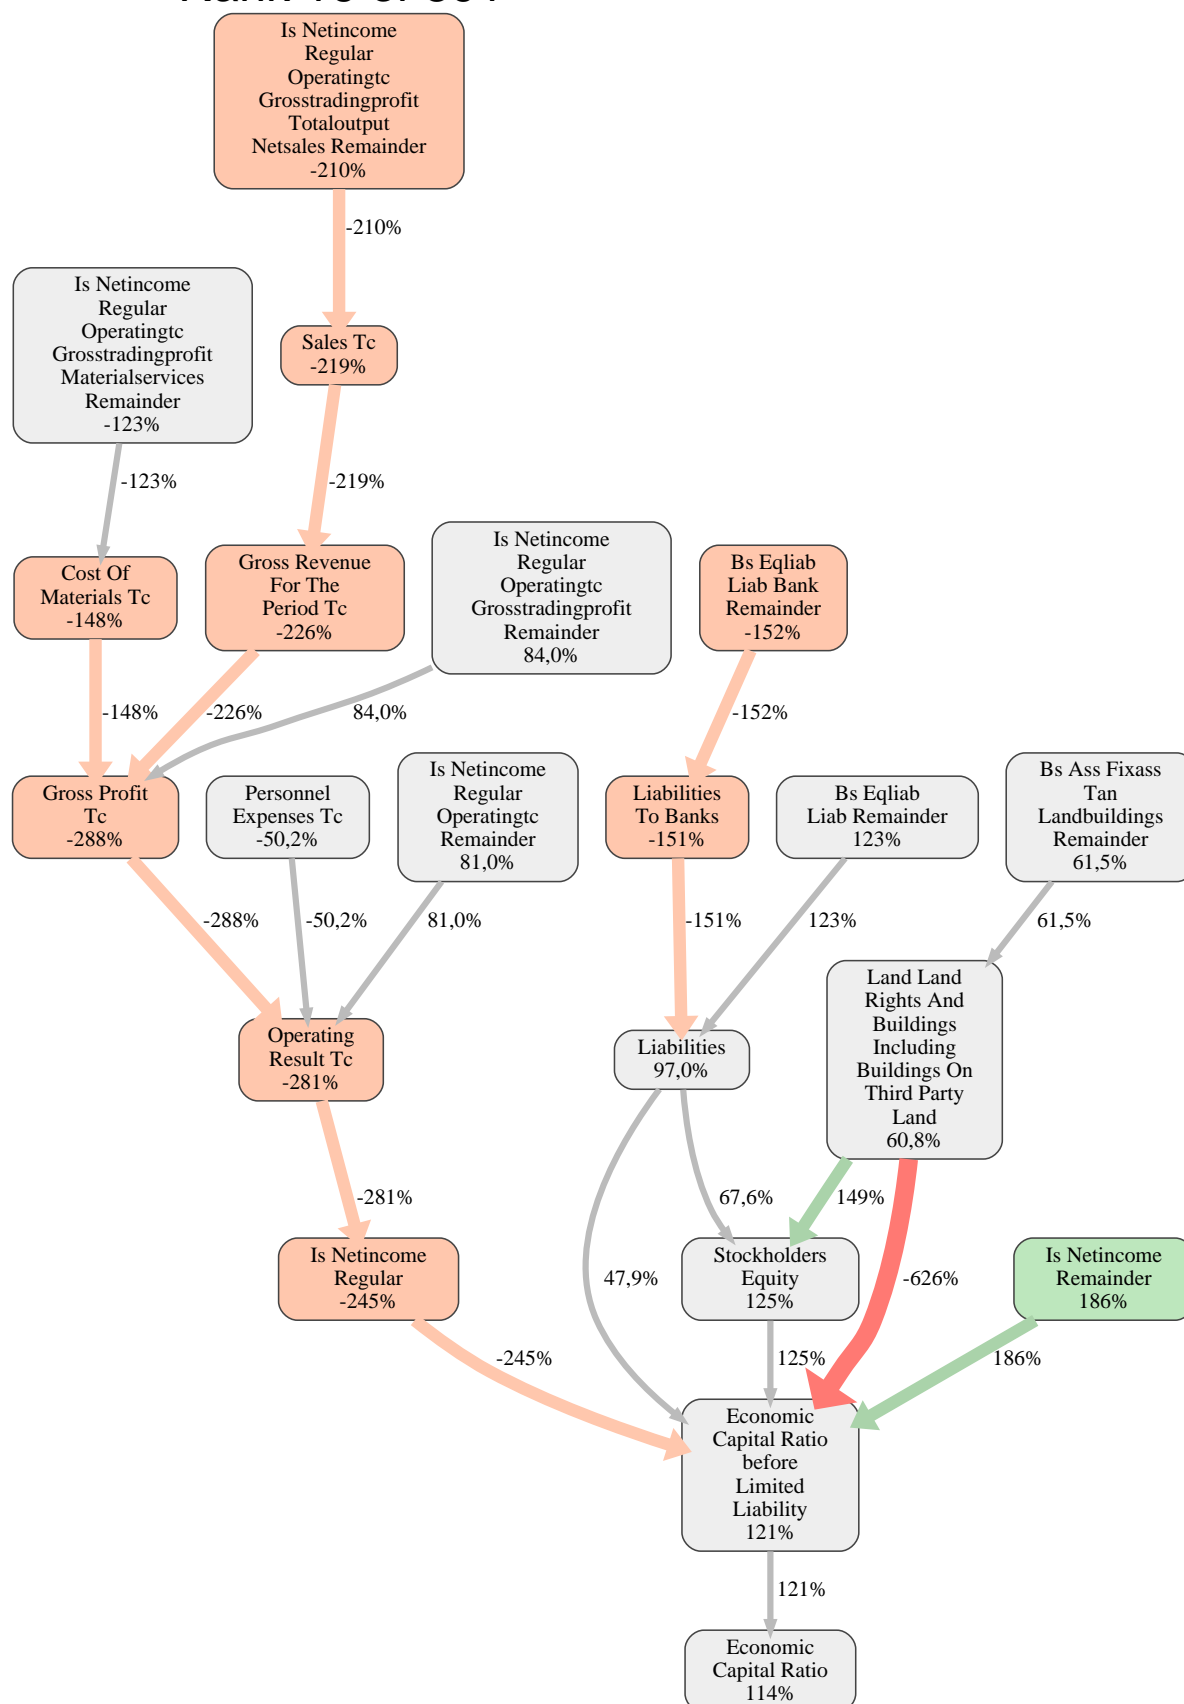 Is Netincome
Regular
Operatingtc
Grosstradingprofit
Totaloutput
Netsales Remainder
-210%
-210%
Is Netincome
Regular
Operatingtc
Grosstradingprofit
Materialservices
Remainder
-123%
Sales Tc
-219%
-123%
-219%
Cost Of
Materials Tc
-148%
Gross Revenue
For The
Period Tc
-226%
Is Netincome
Regular
Operatingtc
Grosstradingprofit
Remainder
84,0%
Bs Eqliab
Liab Bank
Remainder
-152%
-148%
-226%
84,0%
-152%
Gross Profit
Tc
-288%
Personnel
Expenses Tc
-50,2%
Is Netincome
Regular
Operatingtc
Remainder
81,0%
Liabilities
To Banks
-151%
Bs Eqliab
Liab Remainder
123%
Bs Ass Fixass
Tan
Landbuildings
Remainder
61,5%
-288%
-50,2%
81,0%
-151%
123%
61,5%
Operating
Result Tc
-281%
Liabilities
97,0%
Land Land
Rights And
Buildings
Including
Buildings On
Third Party
Land
60,8%
-281%
67,6%
149%
Is Netincome
Regular
-245%
47,9%
Stockholders
Equity
125%
-626%
Is Netincome
Remainder
186%
-245%
125%
186%
Economic
Capital Ratio
before
Limited
Liability
121%
121%
Economic
Capital Ratio
114%